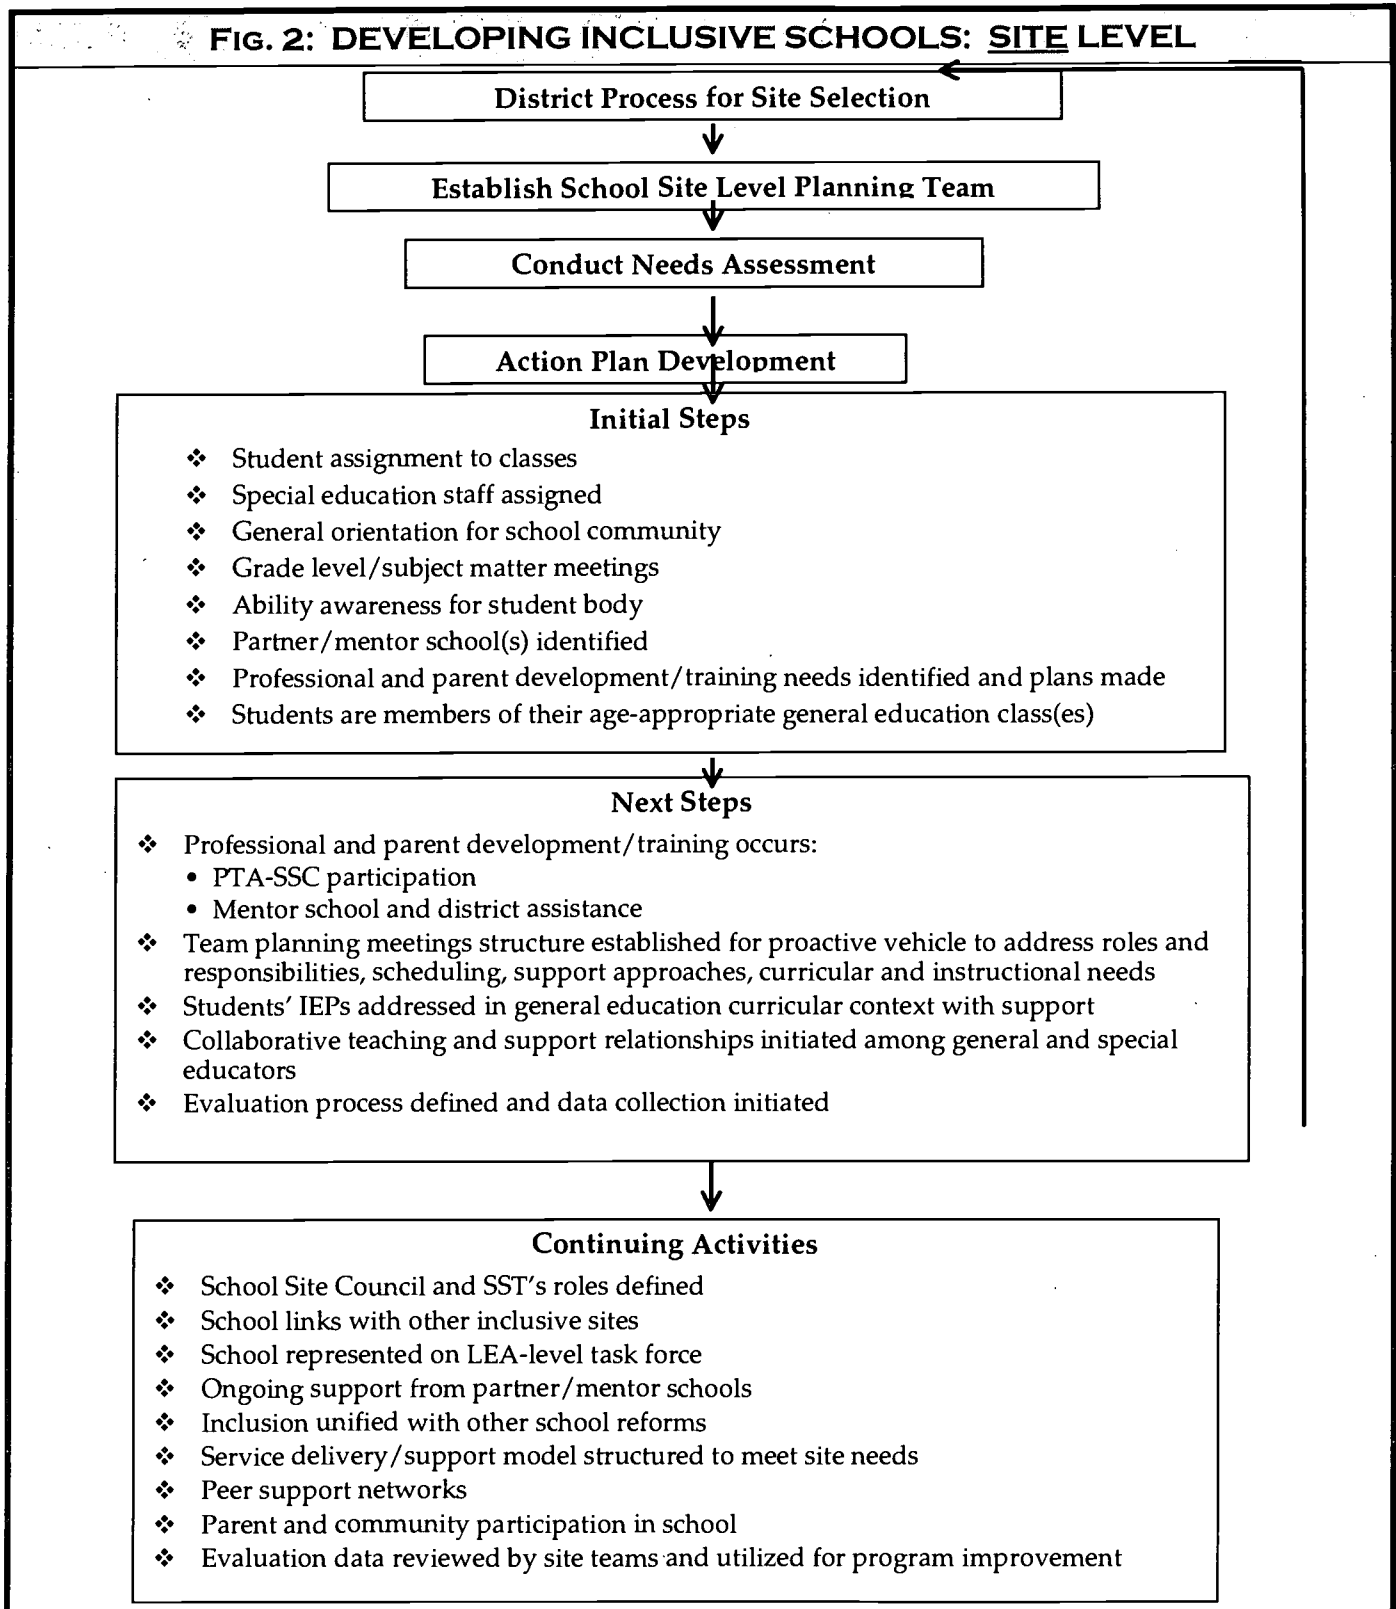 FIG. 2: DEVELOPING INCLUSIVE SCHOOLS: SITE LEVEL
District Process for Site Selection
Establish School Site Level Planning Team
Conduct Needs Assessment
Action Plan Development
Initial Steps
❖ Student assignment to classes
❖ Special education staff assigned
❖ General orientation for school community
❖ Grade level/subject matter meetings
❖ Ability awareness for student body
❖ Partner/mentor school(s) identified
❖ Professional and parent development/training needs identified and plans made
❖ Students are members of their age-appropriate general education class(es)
Next Steps
❖ Professional and parent development/training occurs:
• PTA-SSC participation
• Mentor school and district assistance
❖ Team planning meetings structure established for proactive vehicle to address roles and
responsibilities, scheduling, support approaches, curricular and instructional needs
❖ Students' IEPs addressed in general education curricular context with support
❖ Collaborative teaching and support relationships initiated among general and special
educators
❖ Evaluation process defined and data collection initiated
Continuing Activities
❖ School Site Council and SST's roles defined
❖ School links with other inclusive sites
❖ School represented on LEA-level task force
❖ Ongoing support from partner/mentor schools
❖ Inclusion unified with other school reforms
❖ Service delivery/support model structured to meet site needs
❖ Peer support networks
❖ Parent and community participation in school
❖ Evaluation data reviewed by site teams and utilized for program improvement